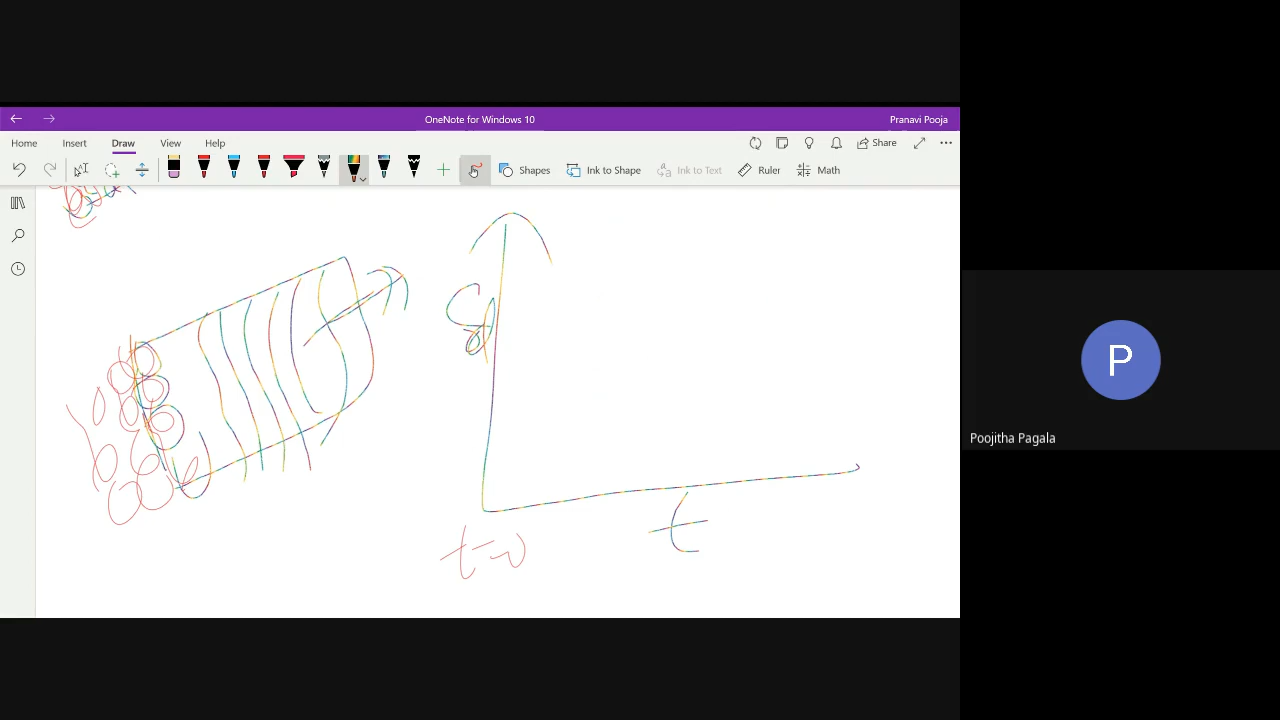 OneNote for Windows 10
Pranavi Pooja
Home Insert Draw View Help
Share
Shapes Ink to Shape Ink to Text Ruler Math
t
t=0
P
Poojitha Pagala